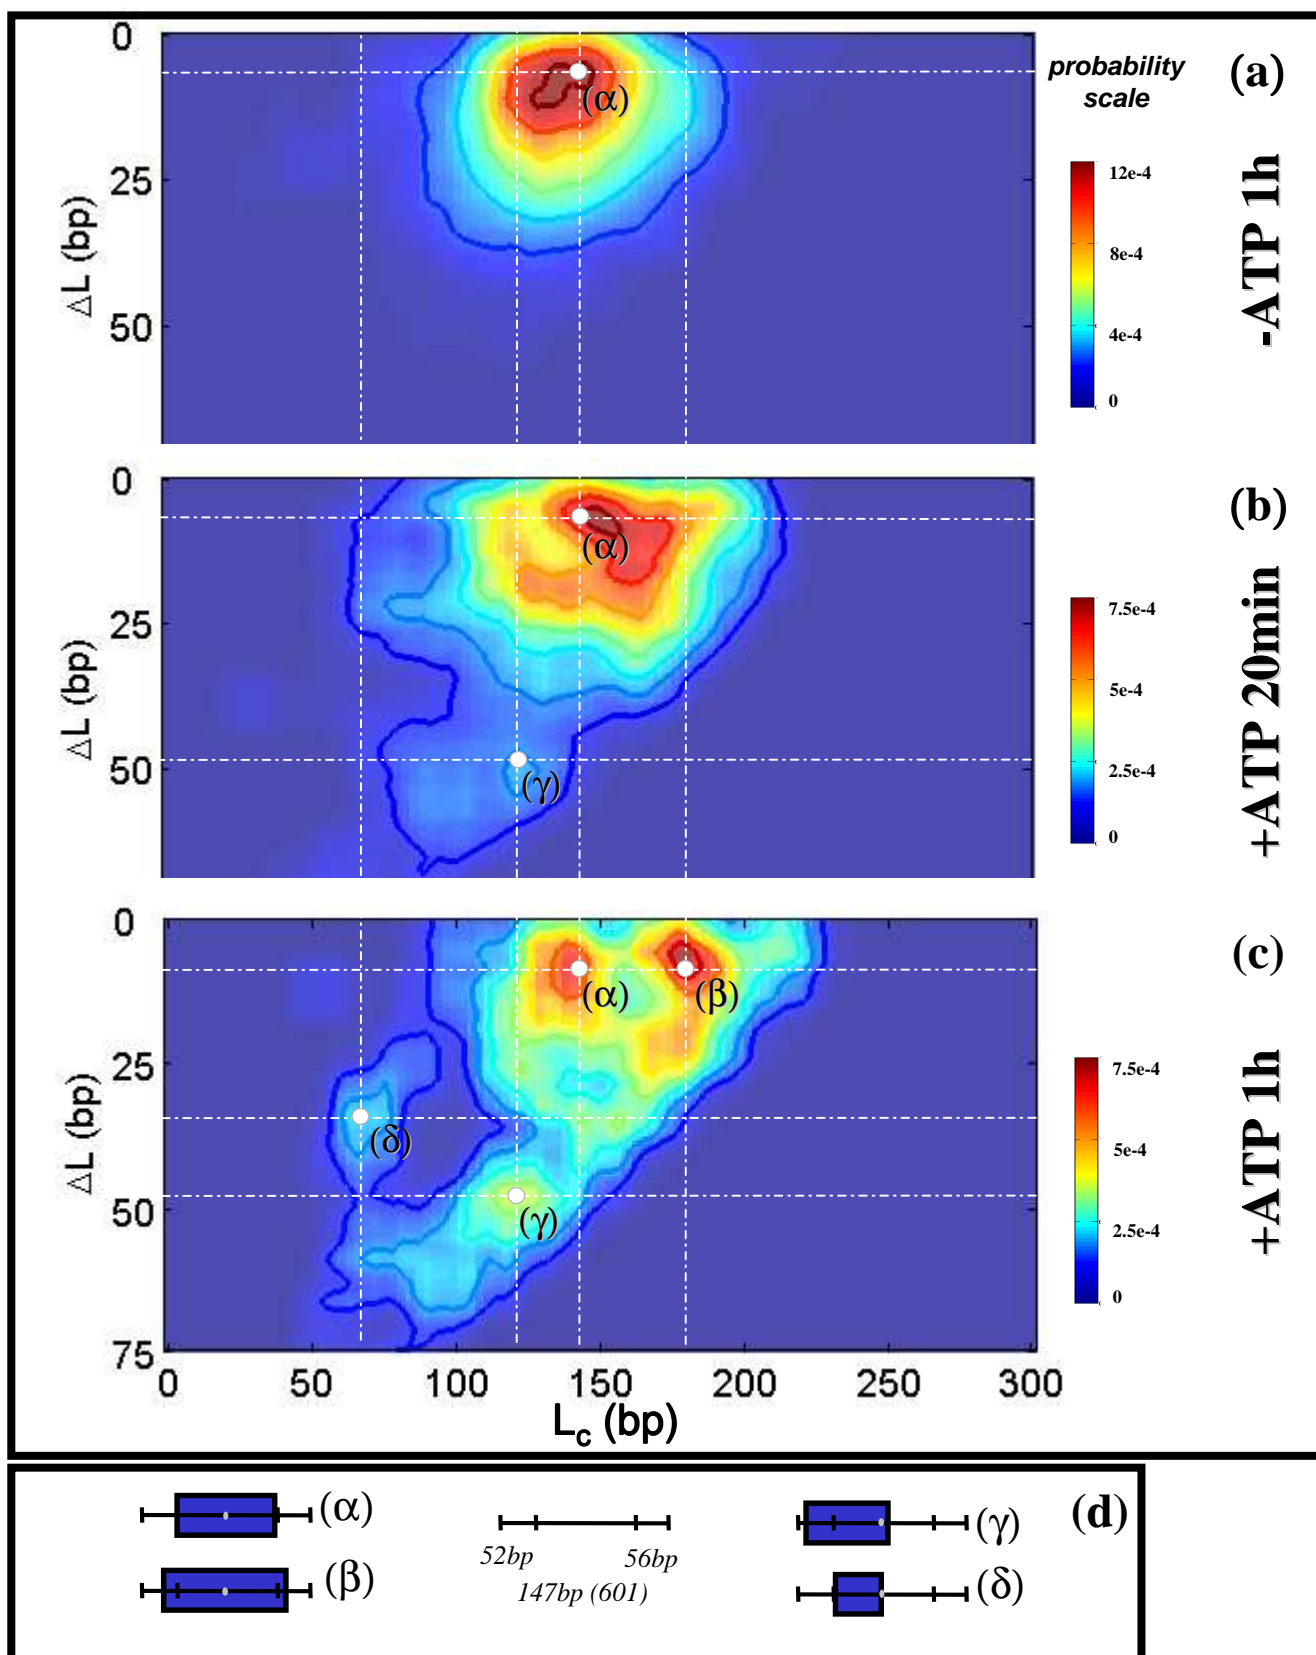 0
25
50
ΔL (bp)
(α)
probability
scale
12e-4
8e-4
4e-4
0
(a)
-ATP 1h
0
25
50
ΔL (bp)
(α)
(γ)
7.5e-4
5e-4
2.5e-4
0
(b)
+ATP 20min
0
25
50
75
ΔL (bp)
(α)
(β)
(δ)
(γ)
0 50 100 150 200 250 300
Lc (bp)
7.5e-4
5e-4
2.5e-4
0
(c)
+ATP 1h
(α)
(β)
52bp 56bp
147bp (601)
(γ)
(δ)
(d)